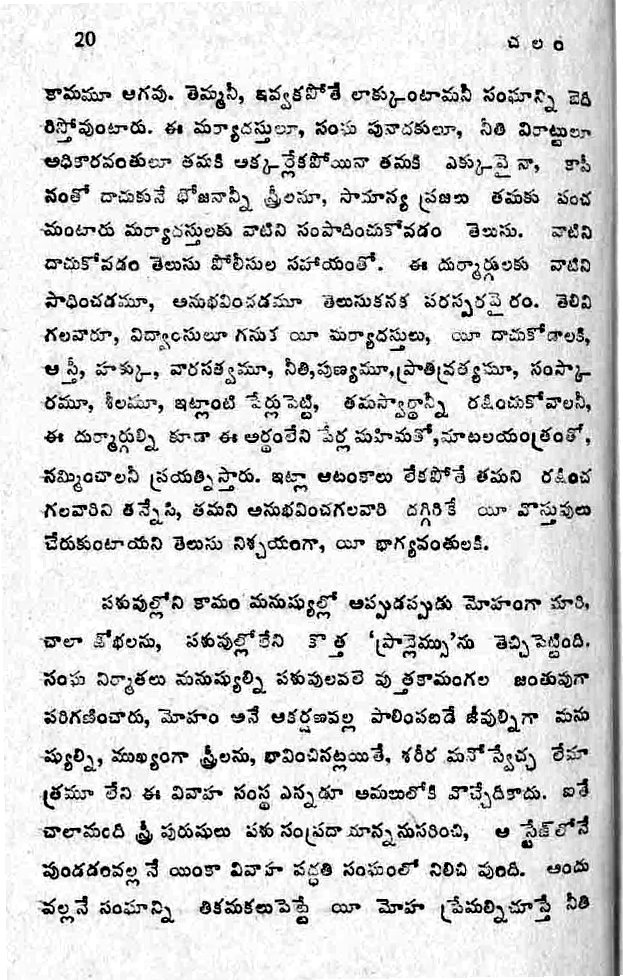 20
చలం
కామమూ ఆగవు. తెమ్మనీ, ఇవ్వకపోతే లాక్కుంటామనీ సంఘాన్ని బెది
రిస్తోవుంటారు. ఈ మర్యాదస్తులూ, సంఘ పునాదకులూ, నీతి విరాట్టులూ
అధికారవంతులూ తమకి అక్కర్లేకపోయినా తమకి ఎక్కువై నా, కాపీ
నంతో దాచుకునే భోజనాన్నీ స్త్రీలనూ, సామాన్య ప్రజలు తమకు పంచ
మంటారు మర్యాదస్తులకు వాటిని సంపాదించుకోవడం తెలుసు. వాటిని
దాచుకోవడం తెలుసు పోలీసుల సహాయంతో. ఈ దుర్మార్గులకు వాటిని
సాధించడమూ, అనుభవించడమూ తెలుసుకనక పరస్పరవైరం. తెలివి
గలవారూ, విద్వాంసులూ గనుక యీ మర్యాదస్తులు, యీ దాచుకోడాలకి,
ఆస్తీ, హక్కు, వారసత్వమూ, నీతి,పుణ్యమూ,ప్రాతివ్రత్యమూ, సంస్కా
రమూ, శీలమూ, ఇట్లాంటి పేర్లుపెట్టి, తమస్వార్థాన్నీ రక్షించుకోవాలనీ,
ఈ దుర్మార్గుల్ని కూడా ఈ అర్థంలేని పేర్ల మహిమతో,మాటలయంత్రంతో,
నమ్మించాలనీ ప్రయత్నిస్తారు. ఇట్లా ఆటంకాలు లేకపోతే తమని రక్షించ
గలవారిని తన్నేసి, తమని అనుభవించగలవారి దగ్గిరికే యీ వొస్తువులు
చేరుకుంటాయని తెలుసు నిశ్చయంగా, యీ భాగ్యవంతులకి.
పశువుల్లోని కామం మనుష్యుల్లో అప్పుడప్పుడు మోహంగా మారి,
చాలా క్షోభలను, పశువుల్లోలేని కొత్త 'ప్రాబ్లెమ్సు'ను తెచ్చిపెట్టింది.
సంఘ నిర్మాతలు మనుష్యుల్ని పశువులవలె వుత్తకామంగల జంతువుగా
పరిగణించారు, మోహం అనే ఆకర్షణవల్ల పాలింపబడే జీవుల్నిగా మను
ష్యుల్ని, ముఖ్యంగా స్త్రీలను, భావించినట్లయితే, శరీర మనోస్వేచ్ఛ లేమా
త్రమూ లేని ఈ వివాహ సంస్థ ఎన్నడూ అమలులోకి వొచ్చేదికాదు. ఐతే
చాలామంది స్త్రీ పురుషులు పశు సంప్రదాయాన్ననుసరించి, ఆ స్టేజ్‌లోనే
వుండడంవల్లనే యింకా వివాహ పద్ధతి సంఘంలో నిలిచి వుంది. అందు
వల్లనే సంఘాన్ని తికమకలుపెట్టే యీ మోహ ప్రేమల్నిచూస్తే నీతి